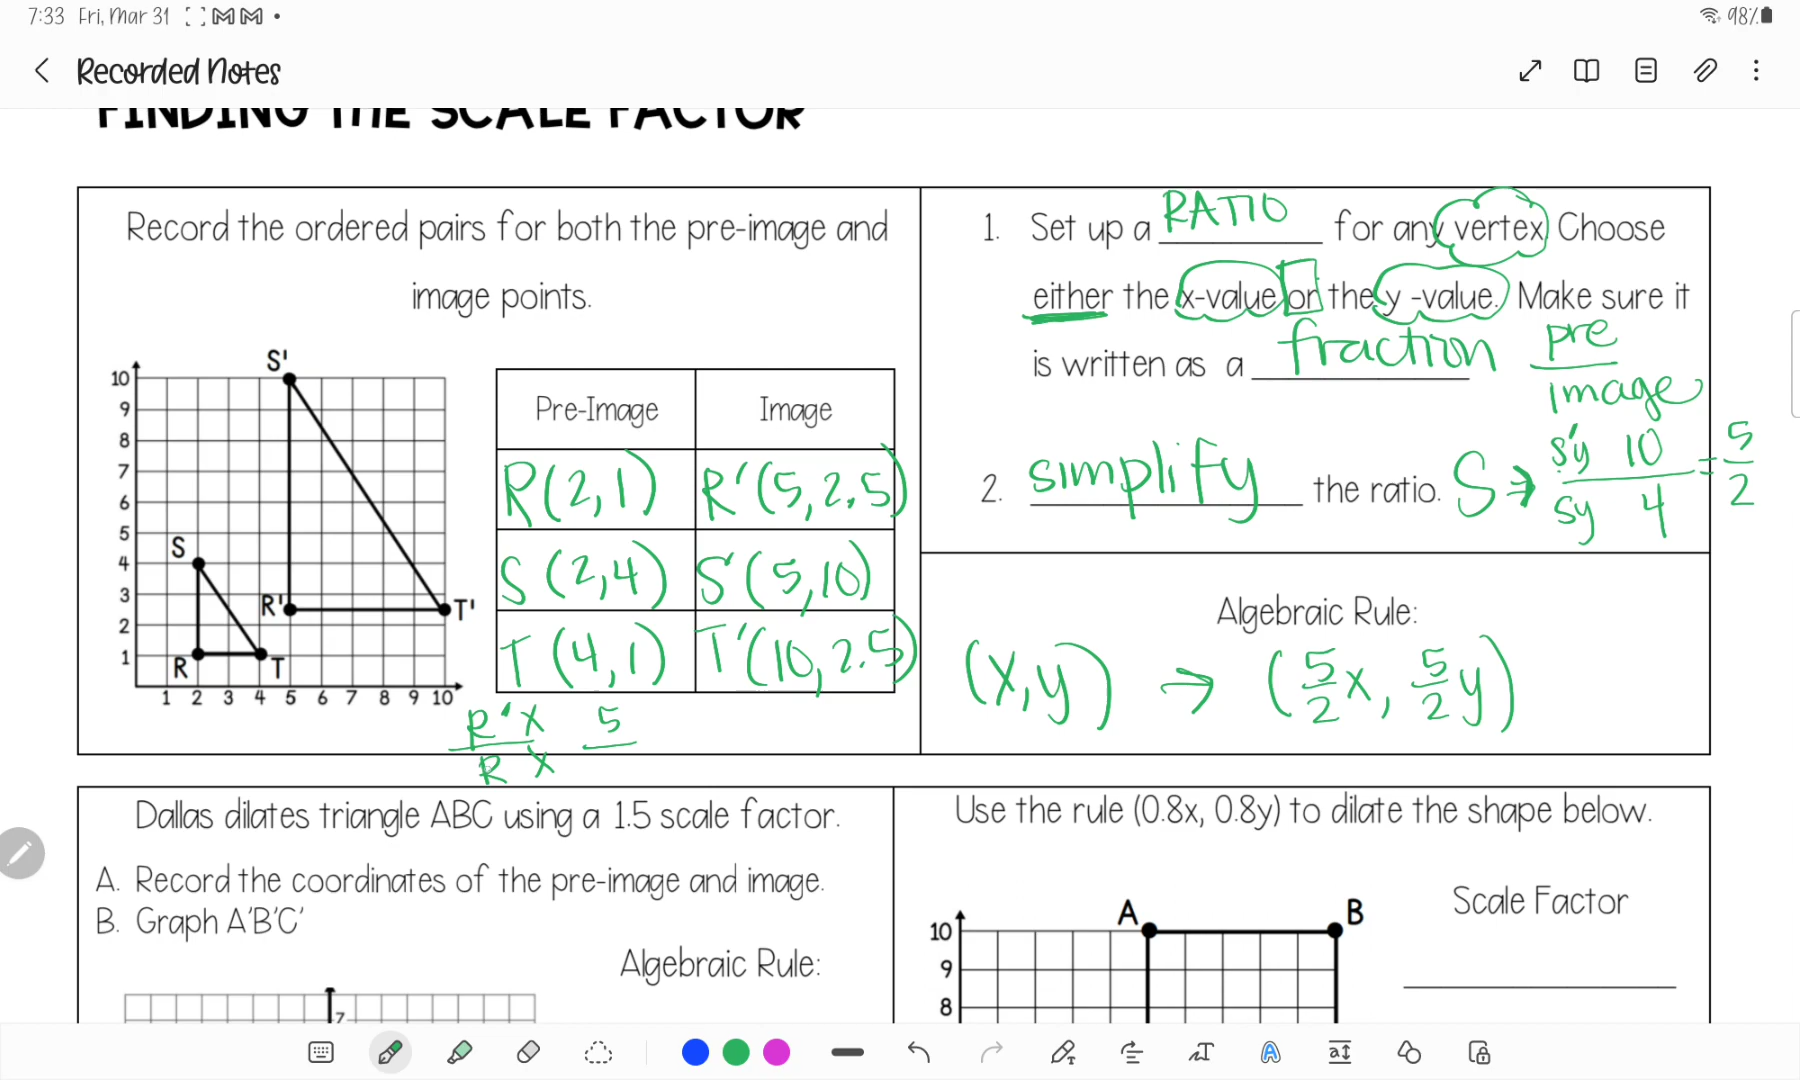 7:33 Fri, Mar 31
98%
Recorded Notes
FINDING THE SCALE FACTOR
Record the ordered pairs for both the pre-image and
image points.
S'
10
9
8
7
6
5
4
3
2
1
S
R'
T'
R
T
1 2 3 4 5 6 7 8 9 10
Pre-Image Image
R(2,1) R'(5,2.5)
S(2,4) S'(5,10)
T(4,1) T'(10,2.5)
R'x 5
R x
1. Set up a RATIO for any vertex. Choose
either the x-value or the y-value. Make sure it
is written as a fraction
pre
image
2. simplify the ratio. S →
S'y 10 = 5
Sy 4 2
Algebraic Rule:
(x,y) → (5/2x, 5/2y)
Dallas dilates triangle ABC using a 1.5 scale factor.
A. Record the coordinates of the pre-image and image.
B. Graph A'B'C'
Algebraic Rule:
7
Use the rule (0.8x, 0.8y) to dilate the shape below.
A B
10
9
8
Scale Factor